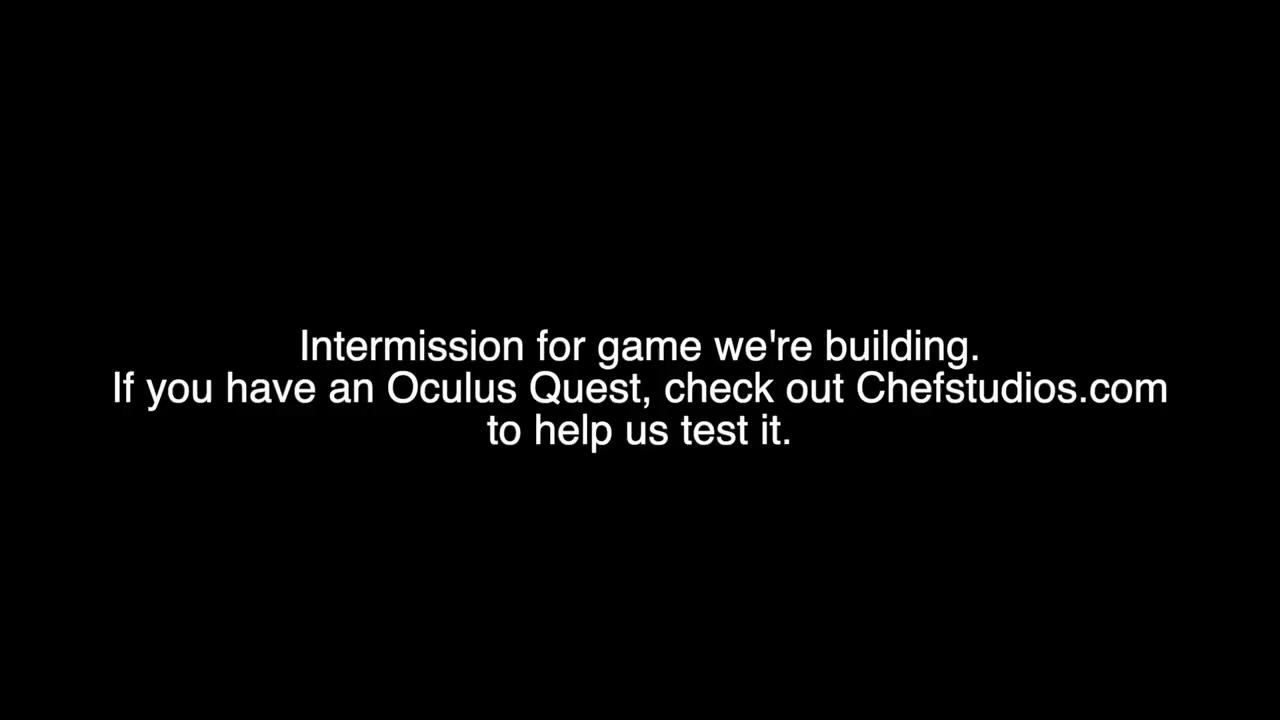 Intermission for game we're building.
If you have an Oculus Quest, check out Chefstudios.com
to help us test it.